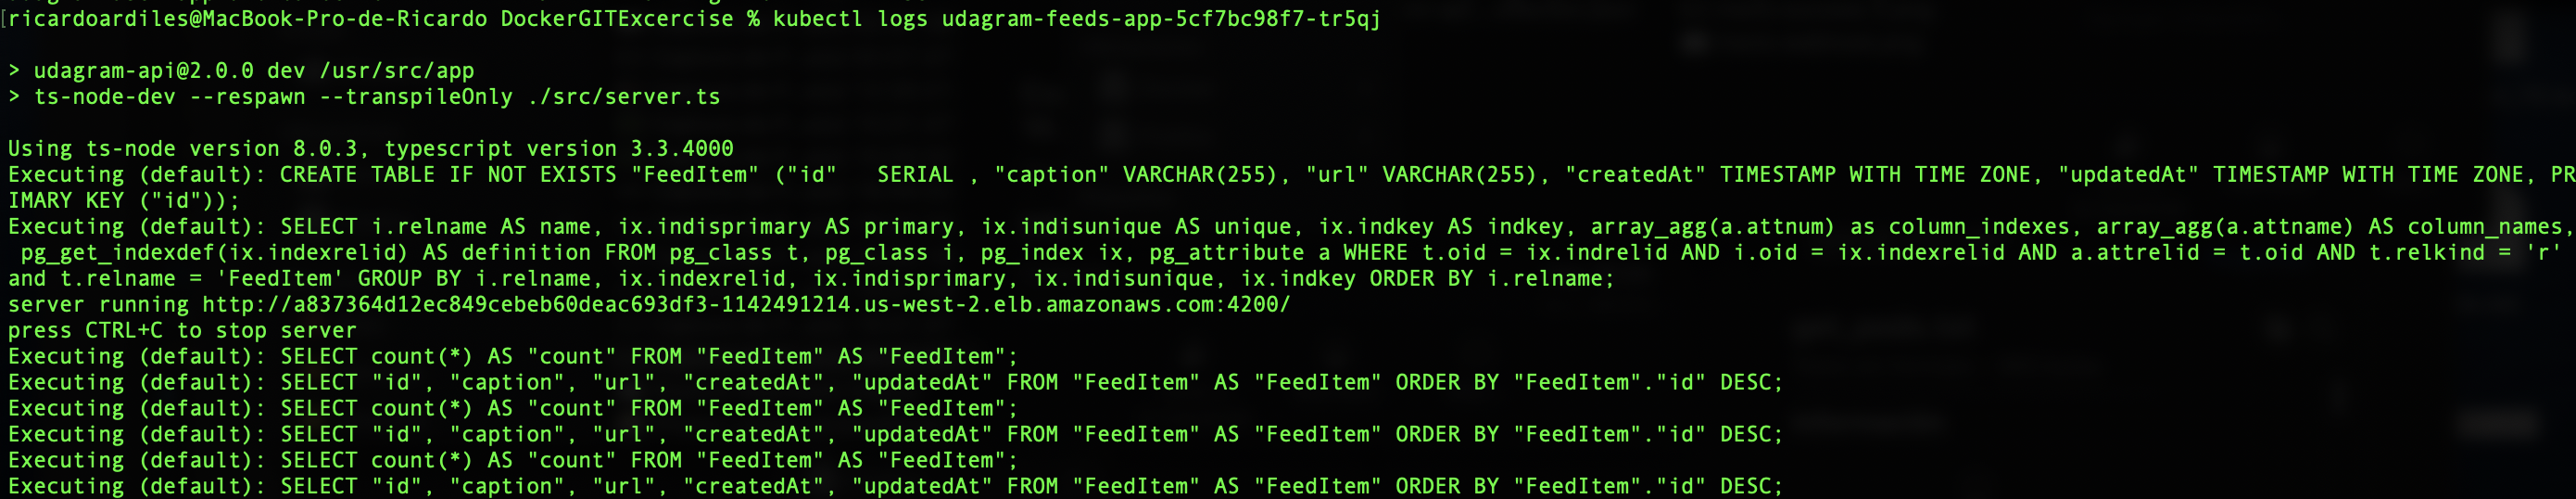 [ricardoardiles@MacBook-Pro-de-Ricardo DockerGITExcercise % kubectl logs udagram-feeds-app-5cf7bc98f7-tr5qj
> udagram-api@2.0.0 dev /usr/src/app
> ts-node-dev --respawn --transpileOnly ./src/server.ts
Using ts-node version 8.0.3, typescript version 3.3.4000
Executing (default): CREATE TABLE IF NOT EXISTS "FeedItem" ("id"   SERIAL , "caption" VARCHAR(255), "url" VARCHAR(255), "createdAt" TIMESTAMP WITH TIME ZONE, "updatedAt" TIMESTAMP WITH TIME ZONE, PR
IMARY KEY ("id"));
Executing (default): SELECT i.relname AS name, ix.indisprimary AS primary, ix.indisunique AS unique, ix.indkey AS indkey, array_agg(a.attnum) as column_indexes, array_agg(a.attname) AS column_names,
 pg_get_indexdef(ix.indexrelid) AS definition FROM pg_class t, pg_class i, pg_index ix, pg_attribute a WHERE t.oid = ix.indrelid AND i.oid = ix.indexrelid AND a.attrelid = t.oid AND t.relkind = 'r'
and t.relname = 'FeedItem' GROUP BY i.relname, ix.indexrelid, ix.indisprimary, ix.indisunique, ix.indkey ORDER BY i.relname;
server running http://a837364d12ec849cebeb60deac693df3-1142491214.us-west-2.elb.amazonaws.com:4200/
press CTRL+C to stop server
Executing (default): SELECT count(*) AS "count" FROM "FeedItem" AS "FeedItem";
Executing (default): SELECT "id", "caption", "url", "createdAt", "updatedAt" FROM "FeedItem" AS "FeedItem" ORDER BY "FeedItem"."id" DESC;
Executing (default): SELECT count(*) AS "count" FROM "FeedItem" AS "FeedItem";
Executing (default): SELECT "id", "caption", "url", "createdAt", "updatedAt" FROM "FeedItem" AS "FeedItem" ORDER BY "FeedItem"."id" DESC;
Executing (default): SELECT count(*) AS "count" FROM "FeedItem" AS "FeedItem";
Executing (default): SELECT "id", "caption", "url", "createdAt", "updatedAt" FROM "FeedItem" AS "FeedItem" ORDER BY "FeedItem"."id" DESC;